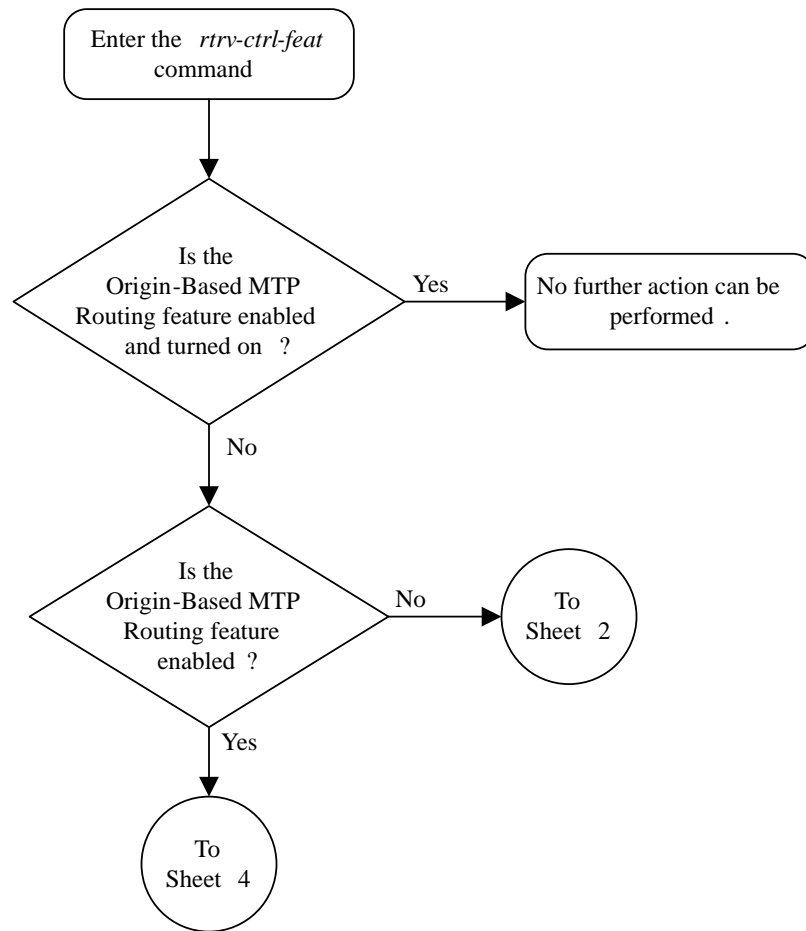 Enter the rtrv-ctrl-feat
command
Is the
Origin-Based MTP
Routing feature enabled
and turned on ?
Yes
No further action can be
performed .
No
Is the
Origin-Based MTP
Routing feature
enabled ?
No
To
Sheet 2
Yes
To
Sheet 4